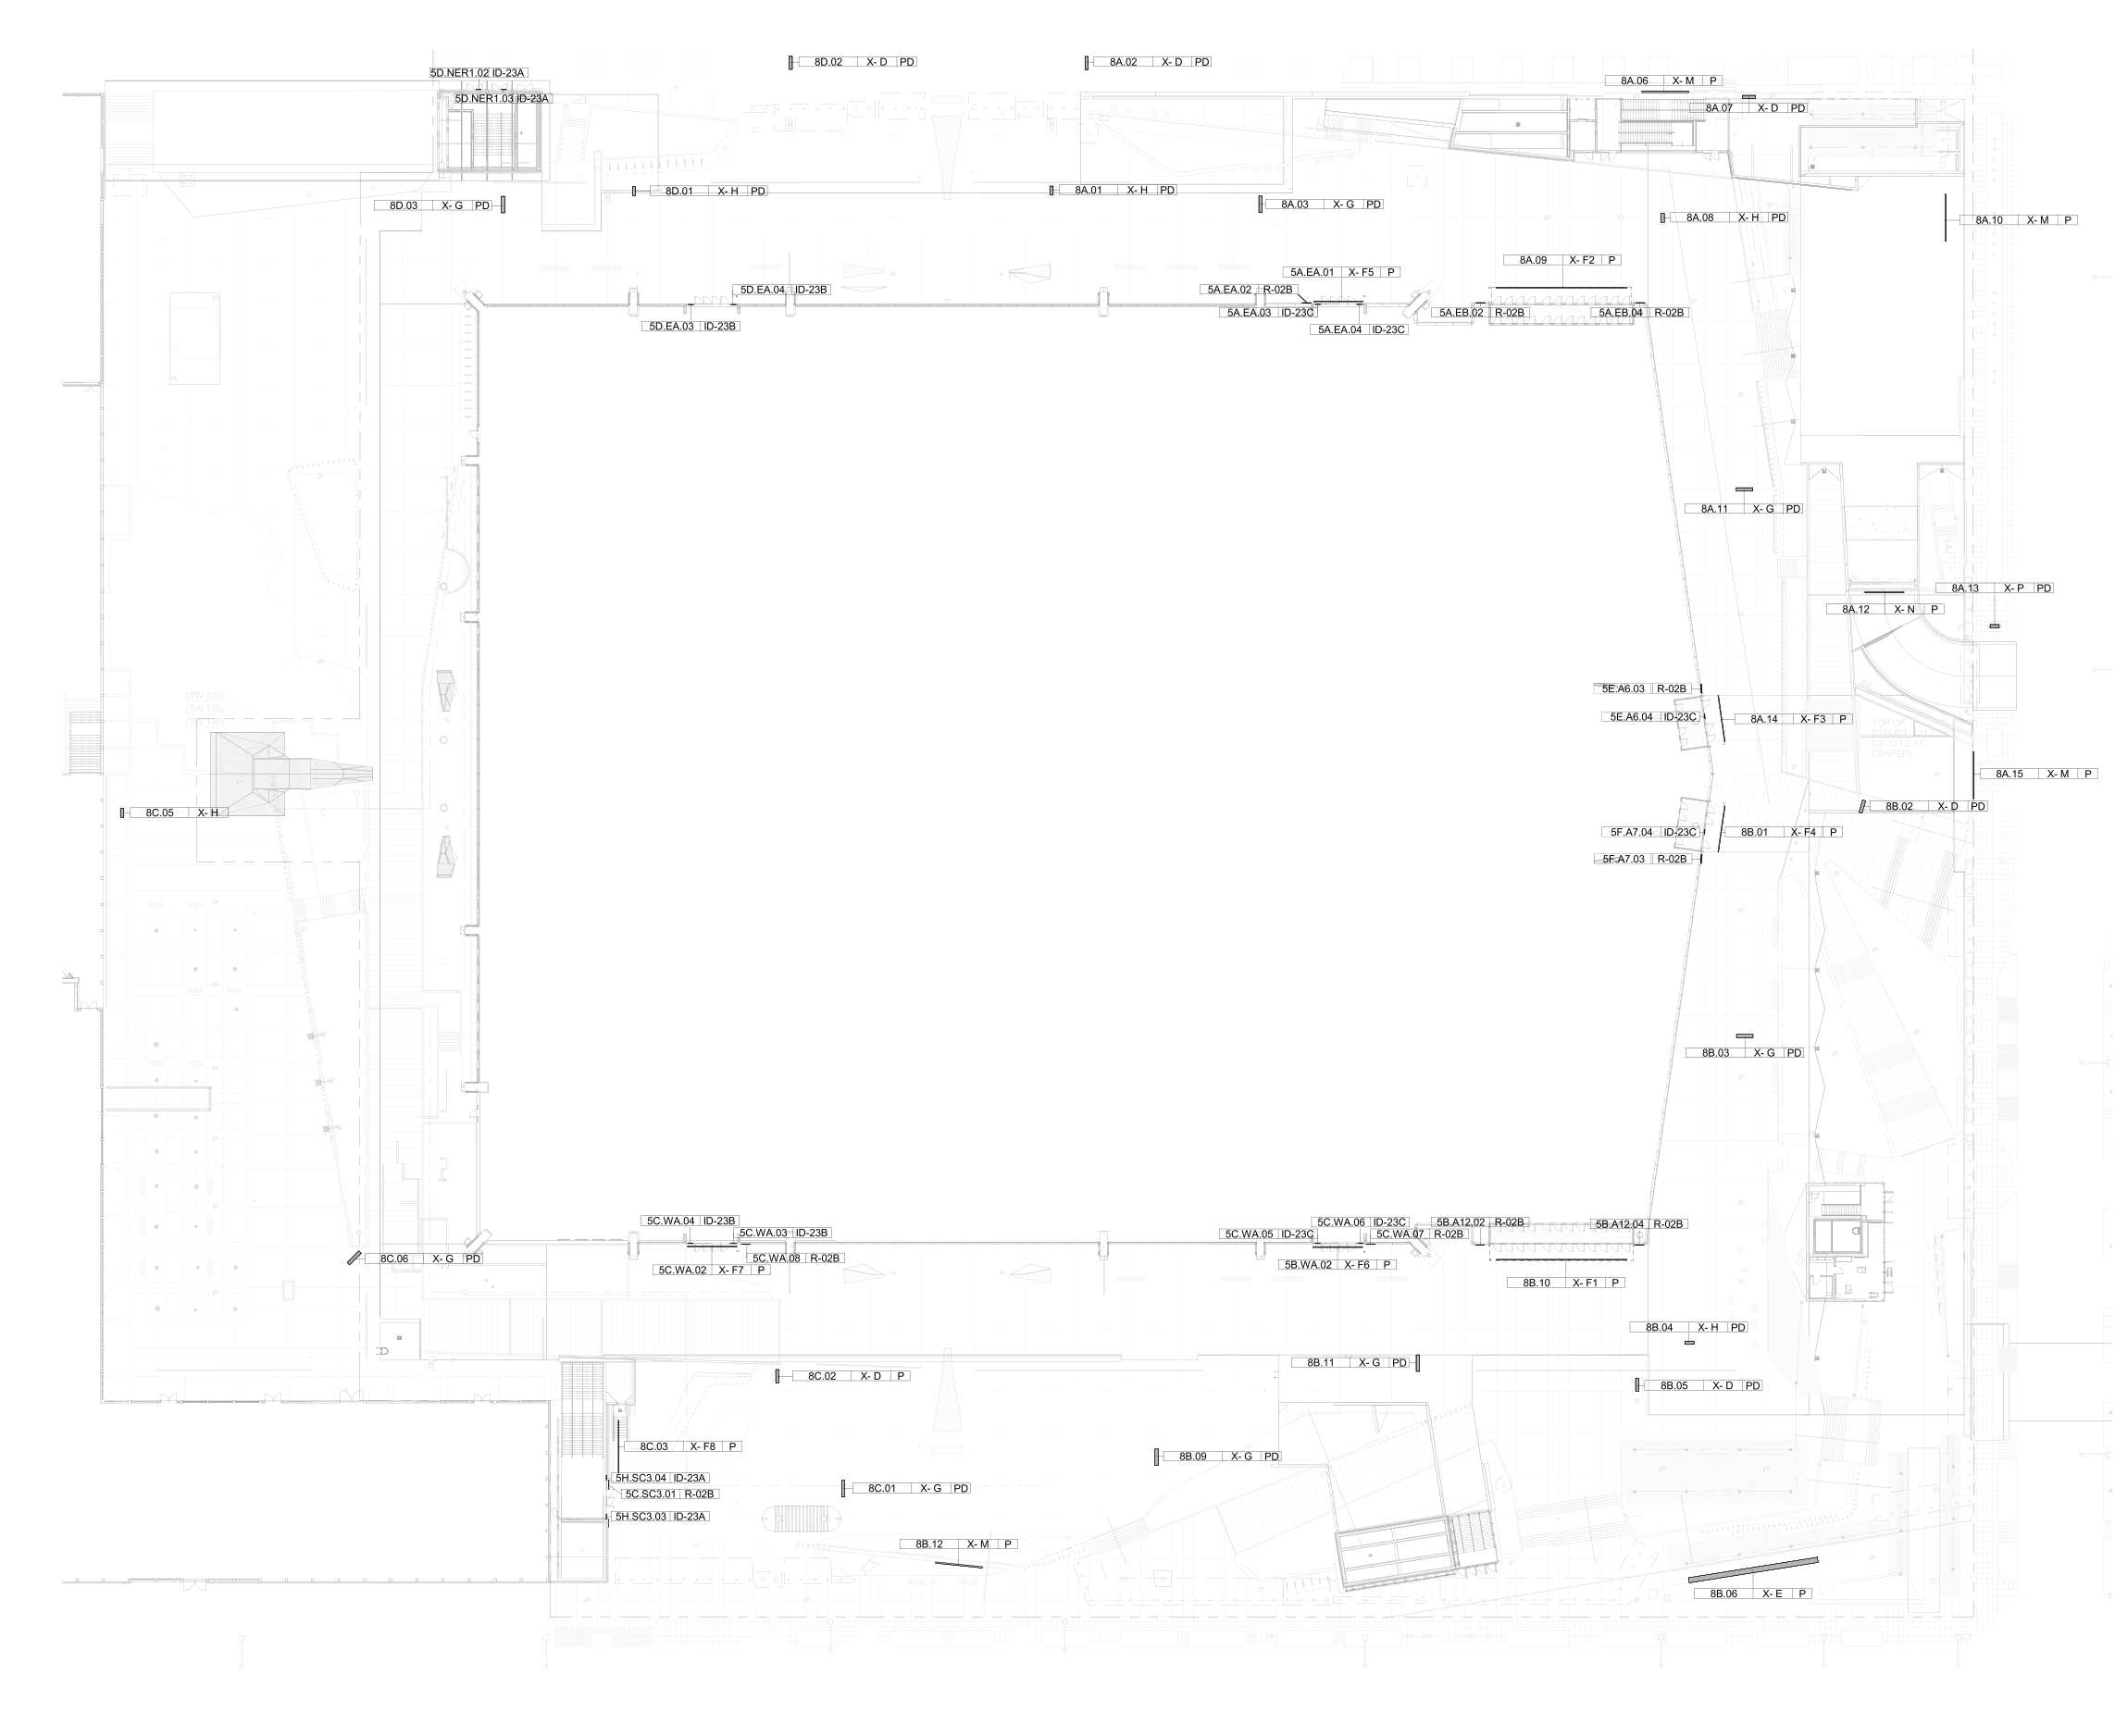 8D.02 X- D PD
8A.02 X- D PD
5D.NER1.02 ID-23A
8A.06 X- M P
5D.NER1.03 ID-23A
8A.07 X- D PD
8D.01 X- H PD
8A.01 X- H PD
8D.03 X- G PD
8A.03 X- G PD
8A.08 X- H PD
8A.10 X- M P
8A.09 X- F2 P
5A.EA.01 X- F5 P
5D.EA.04 ID-23B
5A.EA.02 R-02B
5A.EA.03 ID-23C
5A.EB.02 R-02B
5A.EB.04 R-02B
5D.EA.03 ID-23B
5A.EA.04 ID-23C
8A.11 X- G PD
8A.13 X- P PD
8A.12 X- N P
5E.A6.03 R-02B
(TW 130)
(TW 135)
(TW 135)
5E.A6.04 ID-23C
8A.14 X- F3 P
TOP OF
CENTER)
8A.15 X- M P
8B.02 X- D PD
8C.05 X- H
5F.A7.04 ID-23C
8B.01 X- F4 P
5F.A7.03 R-02B
8B.03 X- G PD
5C.WA.04 ID-23B
5C.WA.06 ID-23C
5B.A12.02 R-02B
5B.A12.04 R-02B
5C.WA.03 ID-23B
5C.WA.05 ID-23C
5C.WA.07 R-02B
8C.06 X- G PD
5C.WA.08 R-02B
5C.WA.02 X- F7 P
5B.WA.02 X- F6 P
8B.10 X- F1 P
8B.04 X- H PD
8B.11 X- G PD
8C.02 X- D P
8B.05 X- D PD
8C.03 X- F8 P
8B.09 X- G PD
5H.SC3.04 ID-23A
8C.01 X- G PD
5C.SC3.01 R-02B
5H.SC3.03 ID-23A
8B.12 X- M P
8B.06 X- E P